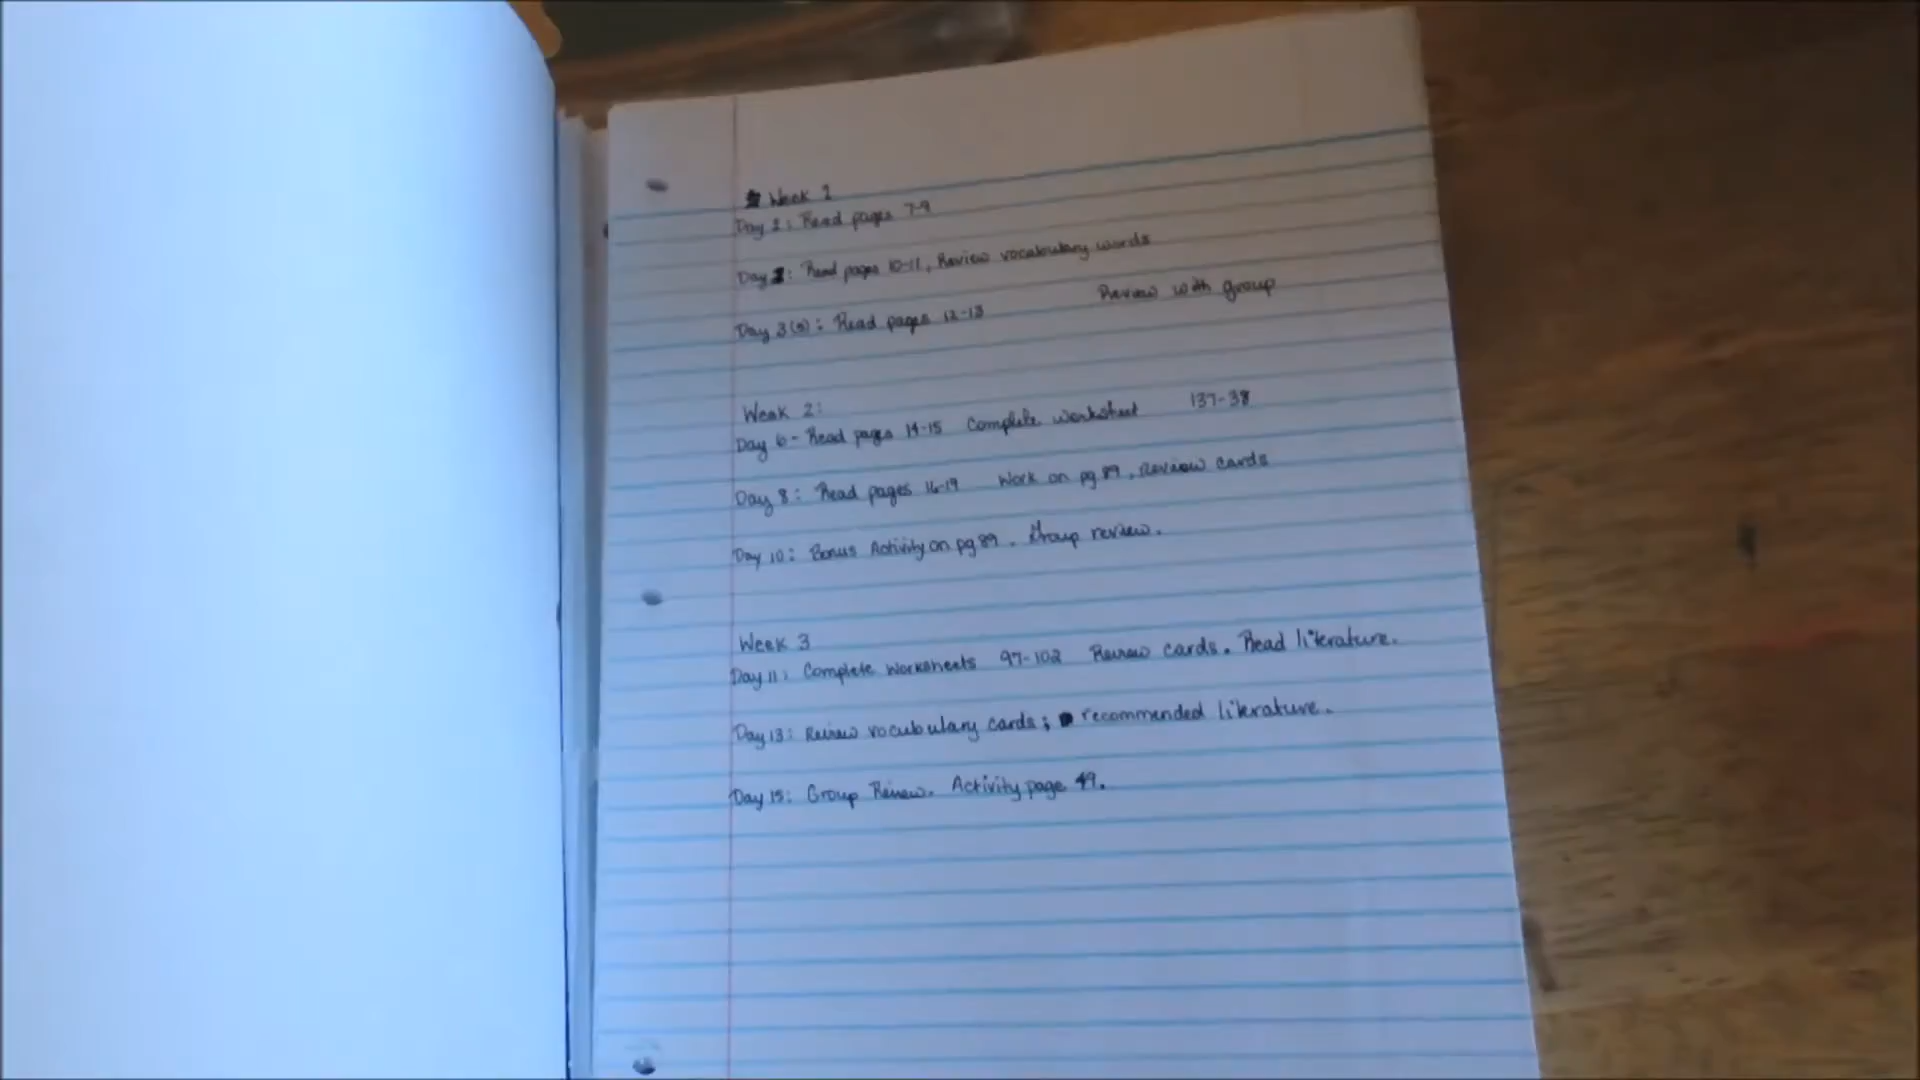 Week 1
Day 1: Read pages 7-9
Day : Read pages 10-11, Review vocabulary words
Day 3(5): Read pages 12-13 Review with group
Week 2:
Day 6- Read pages 14-15 Complete worksheet 137-38
Day 8: Read pages 16-19 Work on pg 89. Review cards
Day 10: Bonus Activity on pg 89. Group review.
Week 3
Day 11: Complete Worksheets 97-102 Review cards. Read literature.
Day 13: Review vocubulary cards; recommended literature.
Day 15: Group Review. Activity page 49.